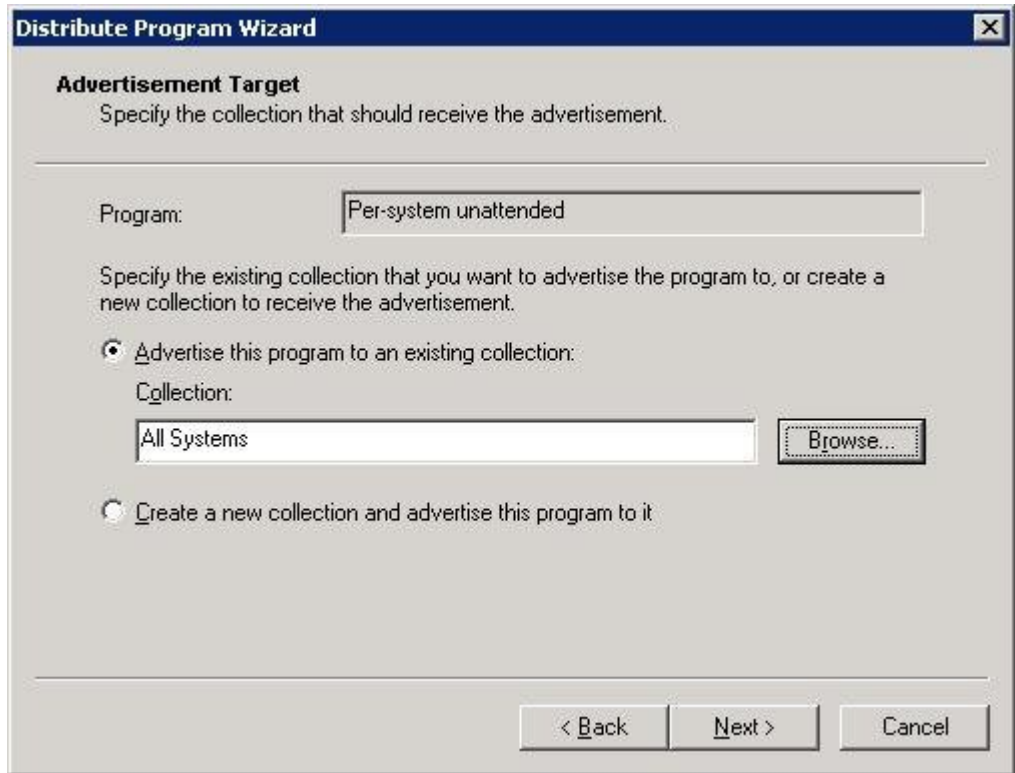 Distribute Program Wizard
Advertisement Target
Specify the collection that should receive the advertisement.
Program:
Per-system unattended
Specify the existing collection that you want to advertise the program to, or create a
new collection to receive the advertisement.
Advertise this program to an existing collection:
Collection:
All Systems
Browse...
Create a new collection and advertise this program to it
< Back
Next >
Cancel